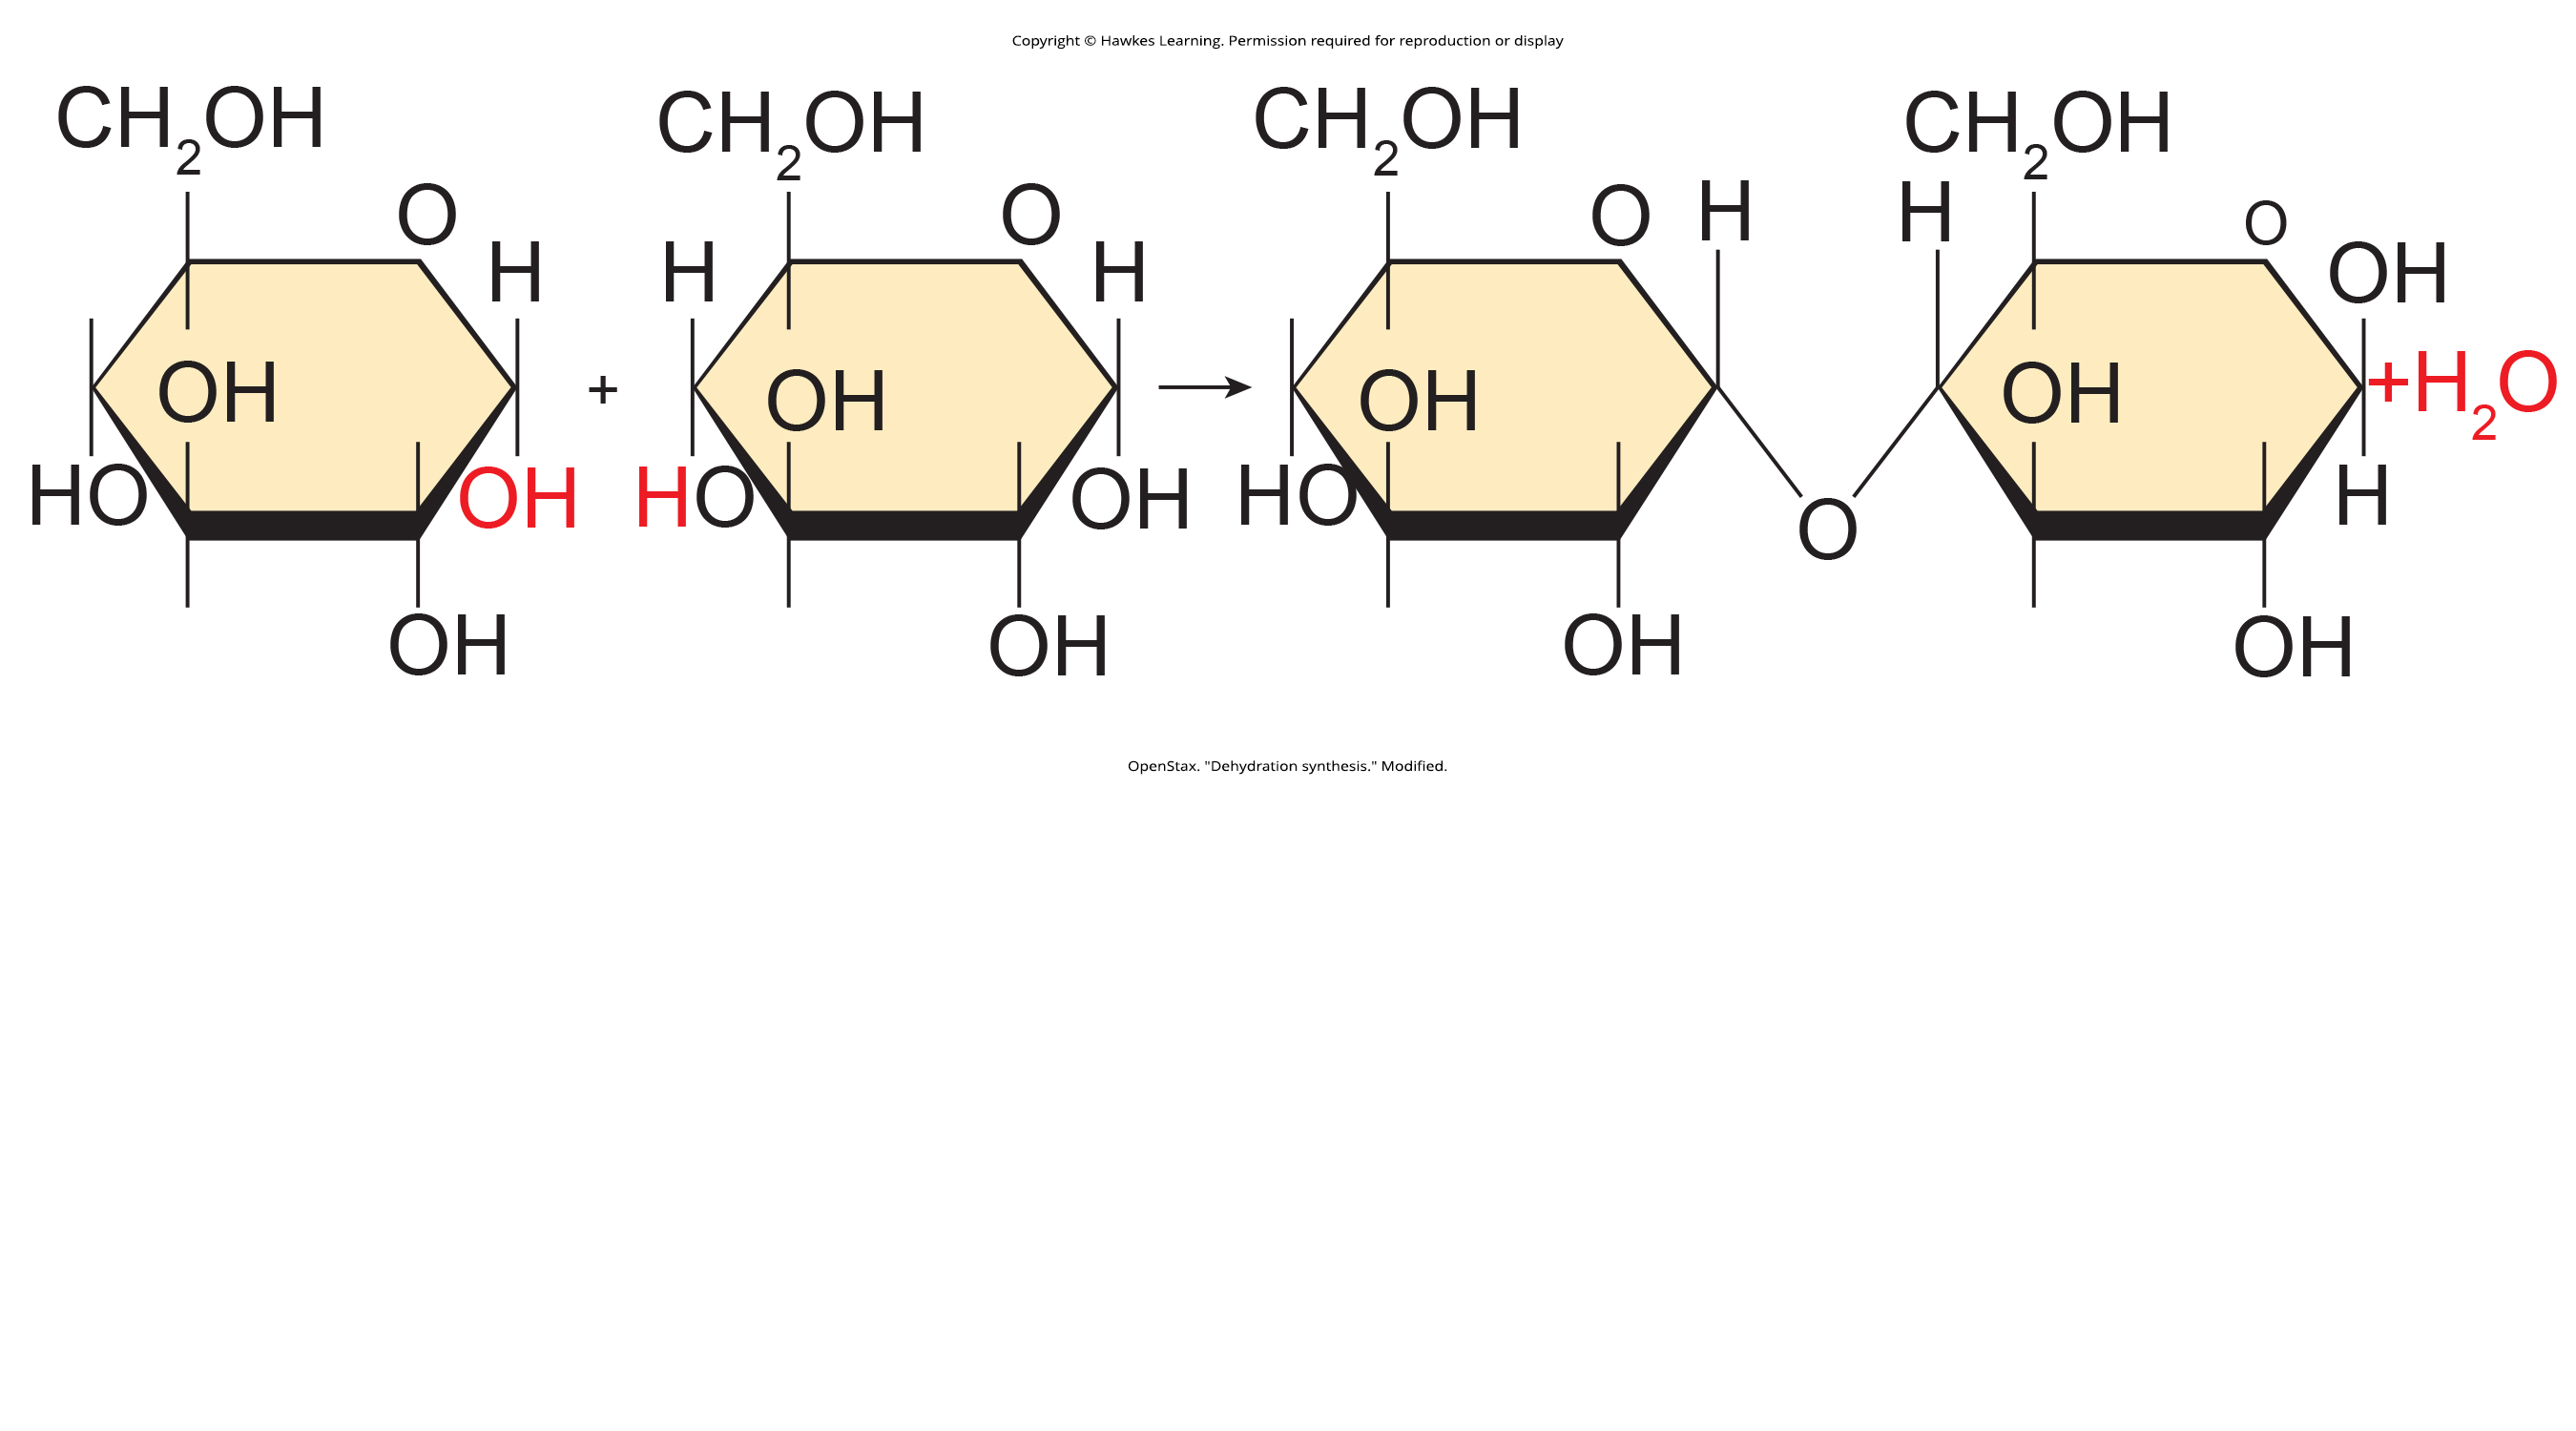 Copyright © Hawkes Learning. Permission required for reproduction or display
CH2OH CH2OH CH2OH CH2OH
O O O H H O
H H H OH
OH OH OH OH +H2O
HO OH HO OH HO O H
OH OH OH OH
OpenStax. "Dehydration synthesis." Modified.